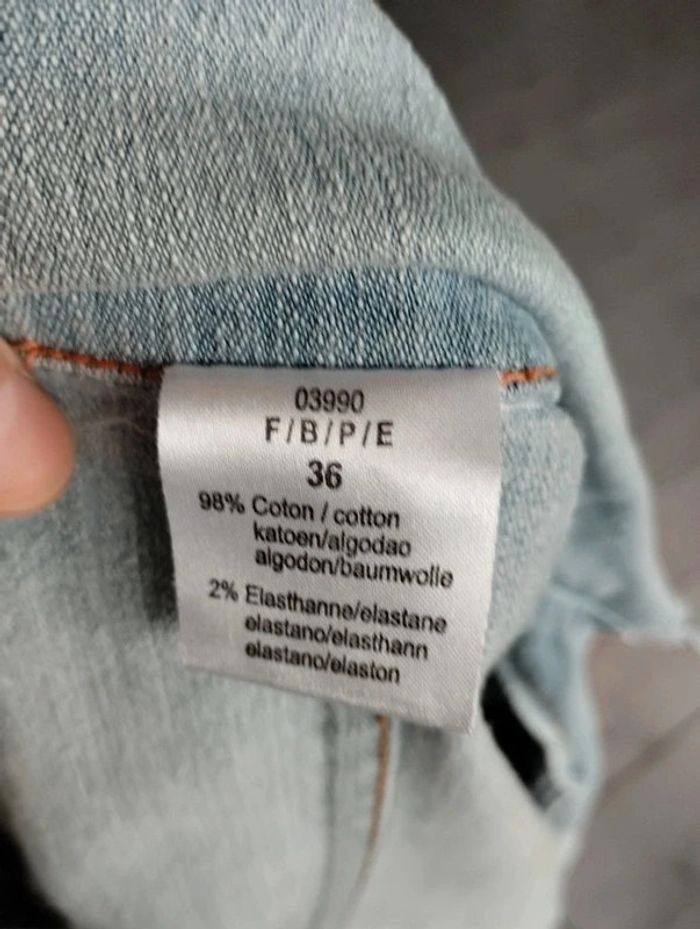 03990
F/B/P/E
36
98% Coton / cotton
katoen/algodao
algodon/baumwolle
2% Elasthanne/elastane
elastano/elasthann
elastano/elaston